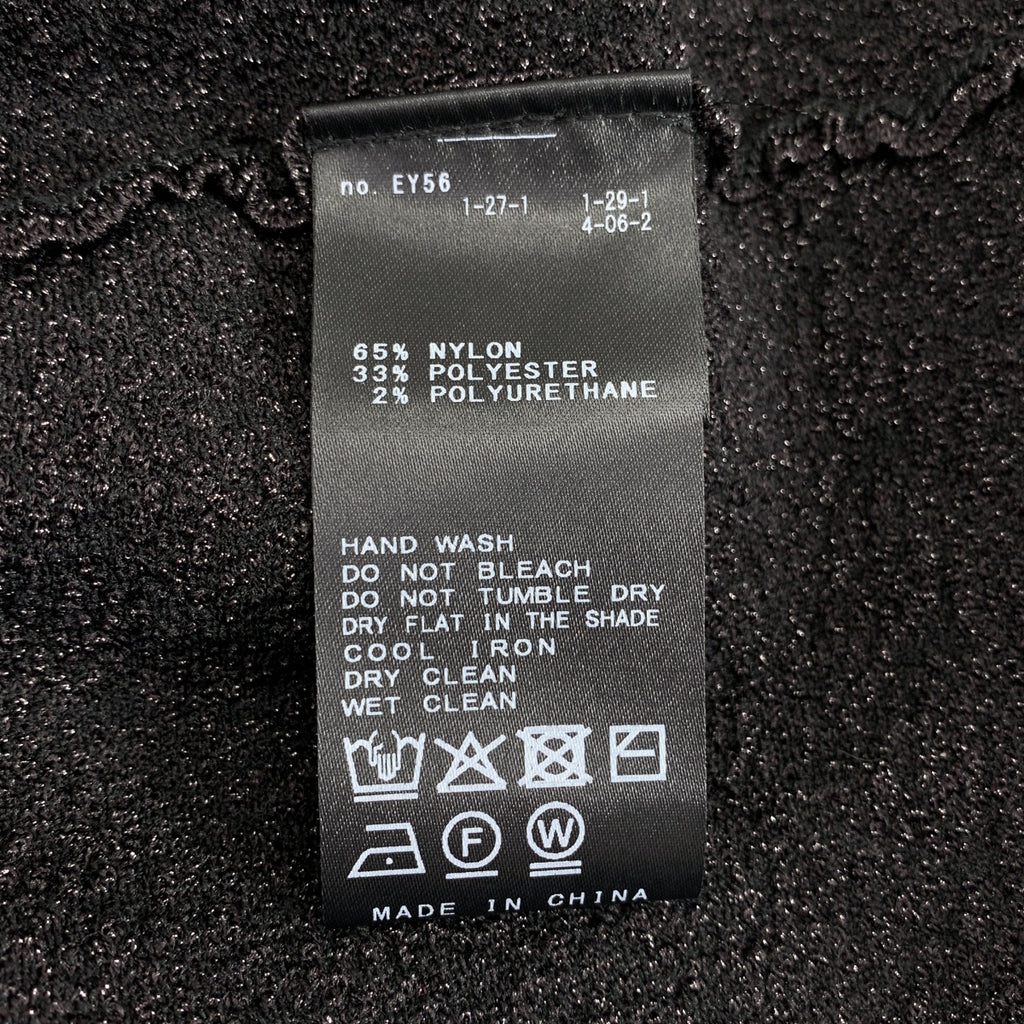 no. EY56
1-27-1 1-29-1
4-06-2
65% NYLON
33% POLYESTER
2% POLYURETHANE
HAND WASH
DO NOT BLEACH
DO NOT TUMBLE DRY
DRY FLAT IN THE SHADE
COOL IRON
DRY CLEAN
WET CLEAN
F W
MADE IN CHINA